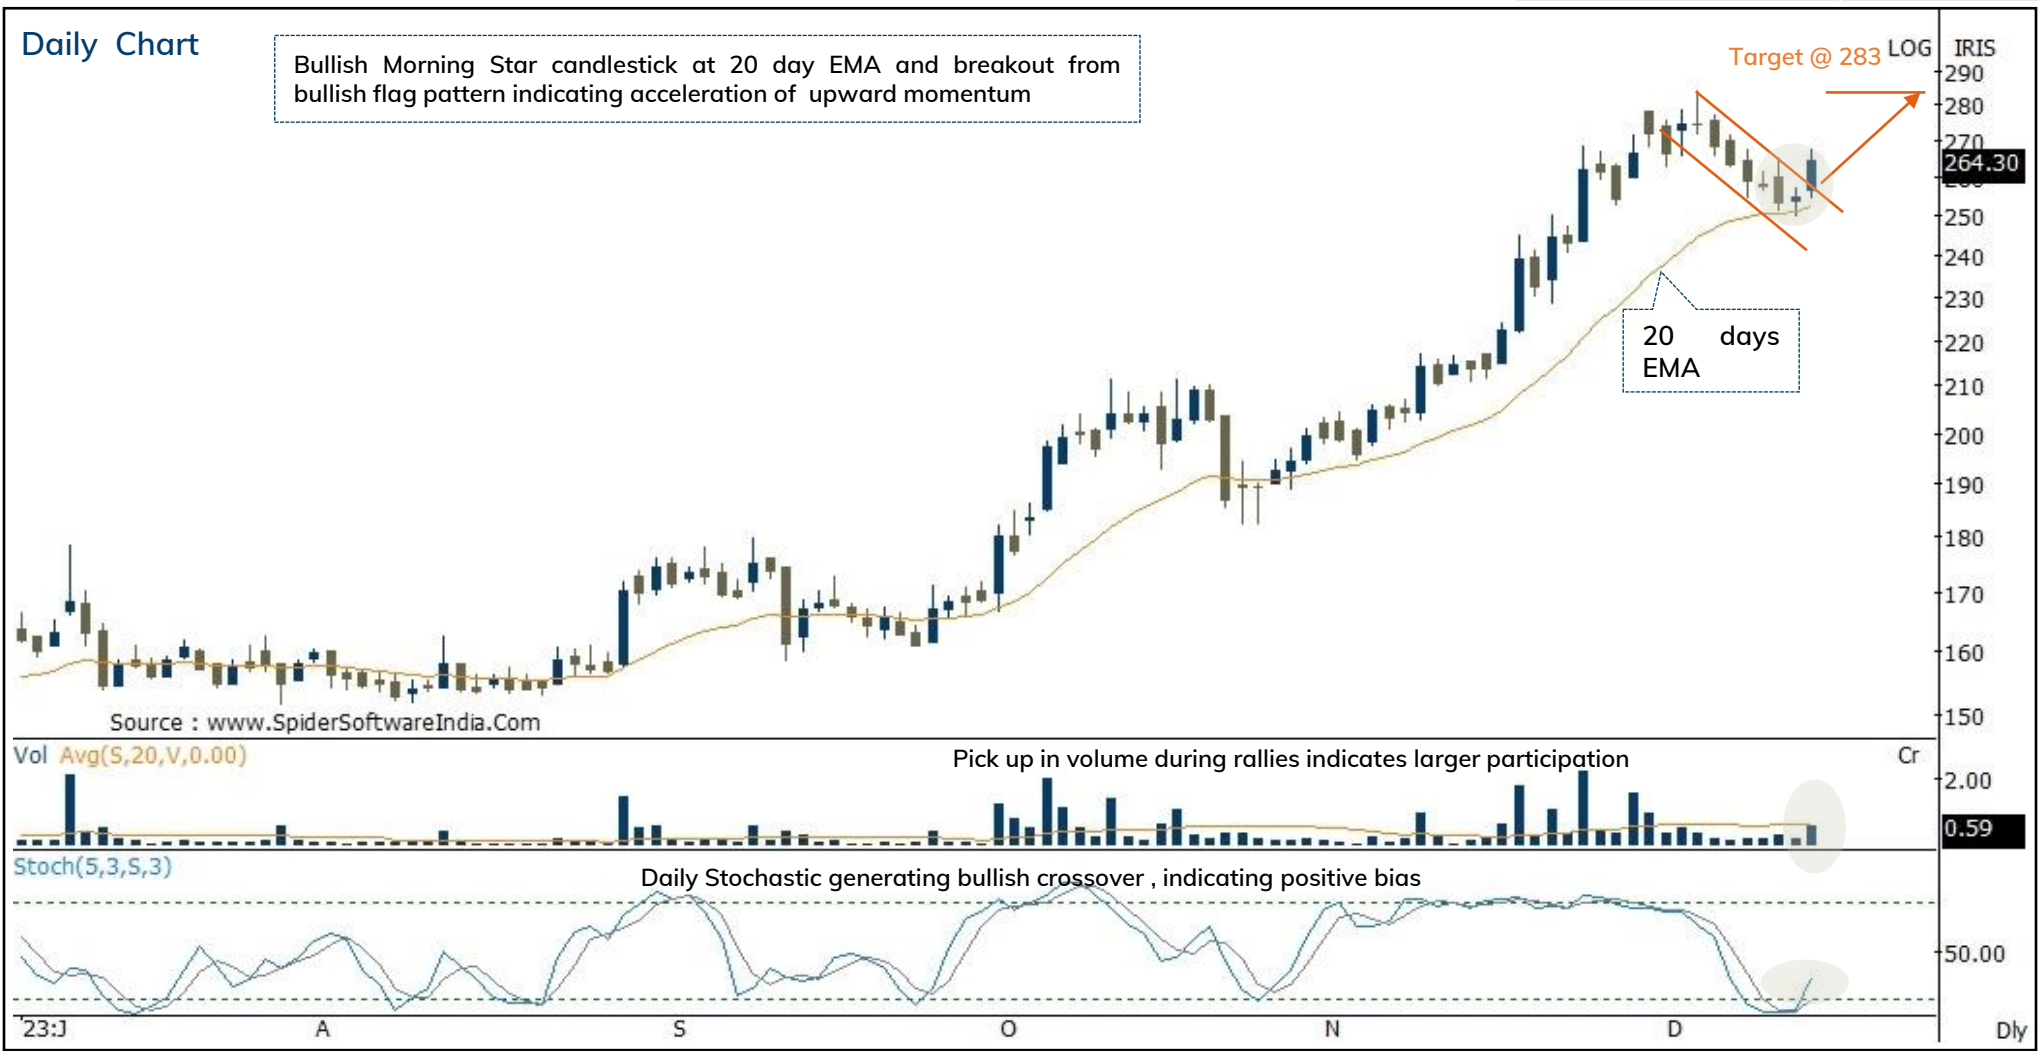 Daily Chart
Bullish Morning Star candlestick at 20 day EMA and breakout from
bullish flag pattern indicating acceleration of upward momentum
Target @ 283
LOG
IRIS
290
280
270
264.30
250
240
230
220
210
200
190
180
170
160
150
20 days
EMA
Source : www.SpiderSoftwareIndia.Com
Vol Avg(S,20,V,0.00)
Pick up in volume during rallies indicates larger participation
Cr
2.00
0.59
Stoch(5,3,S,3)
Daily Stochastic generating bullish crossover , indicating positive bias
50.00
'23:J
A
S
O
N
D
Dly